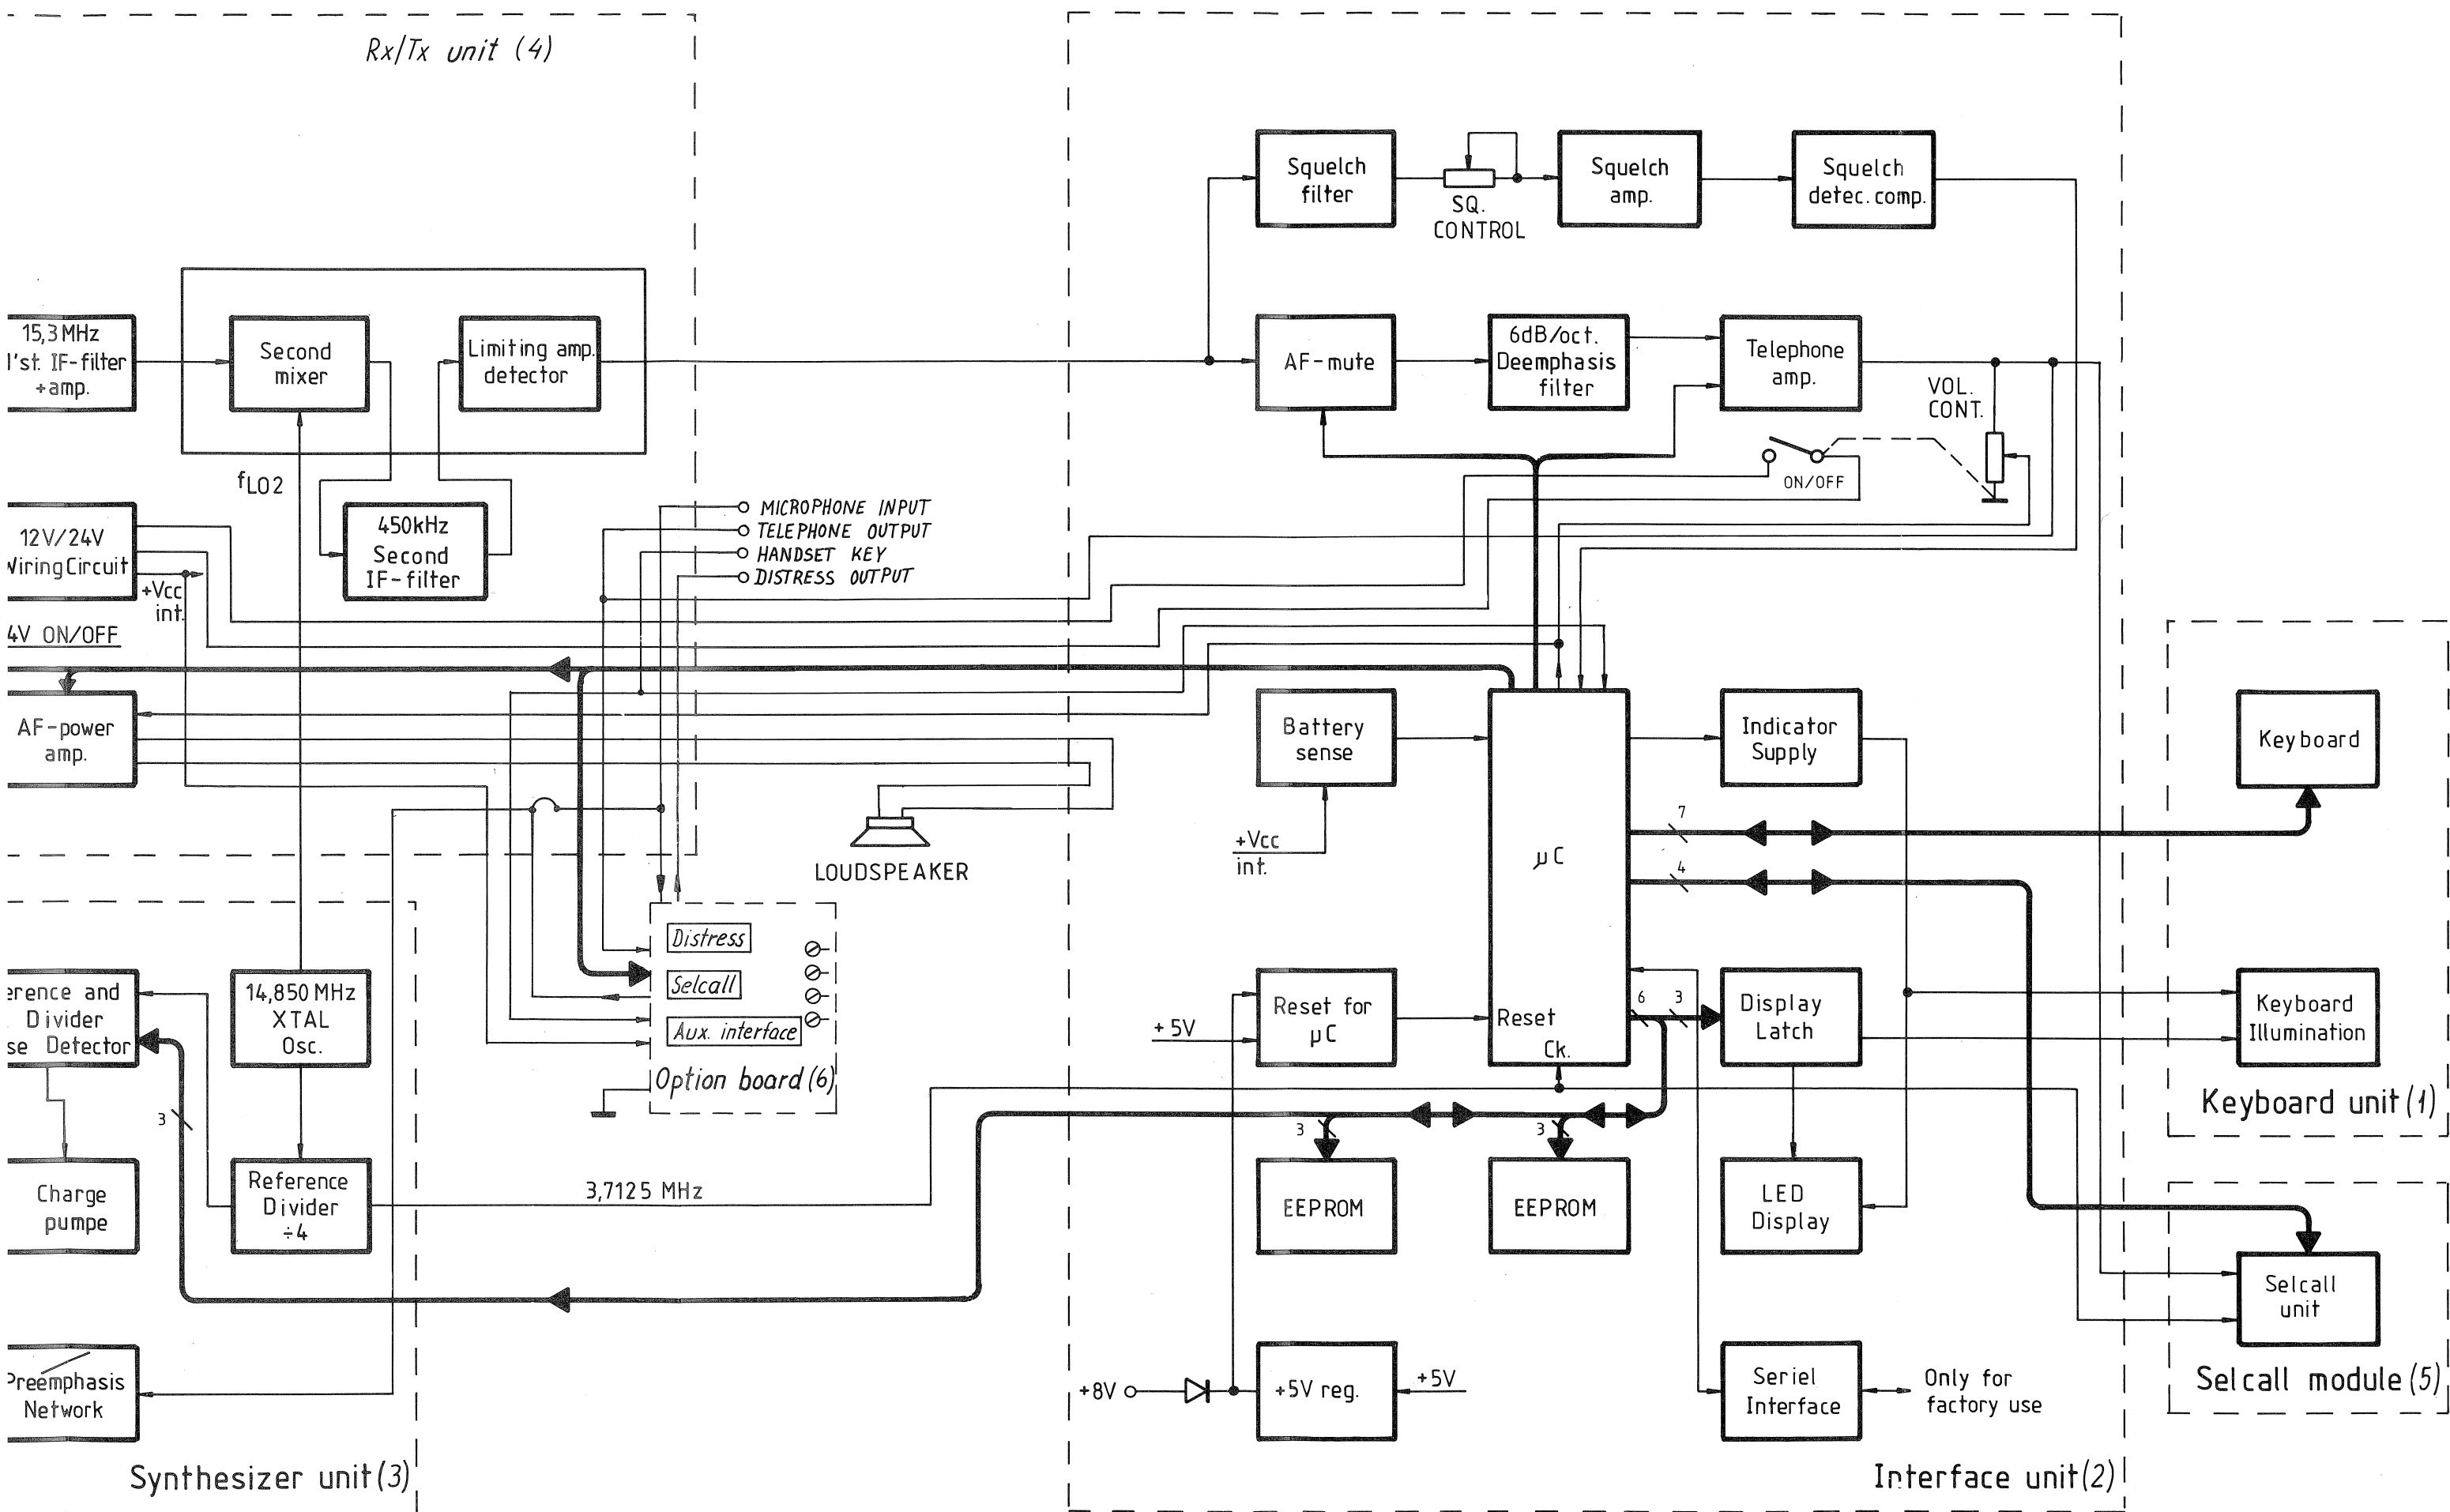 Rx/Tx unit (4)
Squelch
filter
SQ.
CONTROL
Squelch
amp.
Squelch
detec. comp.
15,3 MHz
1'st. IF-filter
+amp.
Second
mixer
Limiting amp.
detector
AF-mute
6dB/oct.
Deemphasis
filter
Telephone
amp.
VOL.
CONT.
ON/OFF
fLO2
12V/24V
Wiring Circuit
+Vcc
int.
4V ON/OFF
450kHz
Second
IF-filter
MICROPHONE INPUT
TELEPHONE OUTPUT
HANDSET KEY
DISTRESS OUTPUT
AF-power
amp.
LOUDSPEAKER
Battery
sense
+Vcc
int.
µC
Reset
Ck.
Indicator
Supply
7
4
Keyboard
Distress
Selcall
Aux. interface
Option board (6)
erence and
Divider
se Detector
14,850 MHz
XTAL
Osc.
Reset for
µC
+5V
6
3
Display
Latch
Keyboard
Illumination
Keyboard unit (1)
3
3
3
Charge
pumpe
Reference
Divider
÷4
3,7125 MHz
EEPROM
EEPROM
LED
Display
Selcall
unit
Selcall module (5)
Preemphasis
Network
+8V
+5V reg.
+5V
Seriel
Interface
Only for
factory use
Synthesizer unit (3)
Interface unit (2)